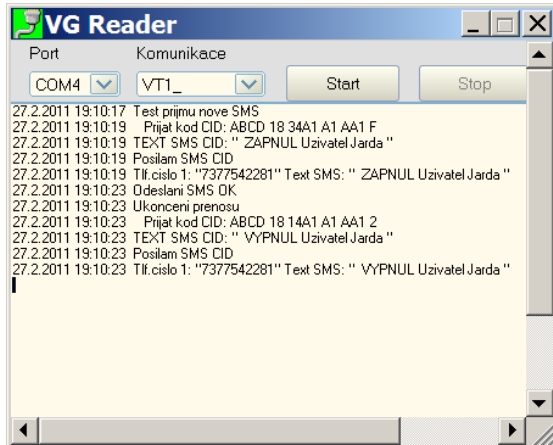 VG Reader
Port Komunikace
COM4 VT1_ Start Stop
27.2.2011 19:10:17 Test prijmu nove SMS
27.2.2011 19:10:19 Prijat kod CID: ABCD 18 34A1 A1 AA1 F
27.2.2011 19:10:19 TEXT SMS CID: " ZAPNUL Uzivatel Jarda "
27.2.2011 19:10:19 Posilam SMS CID
27.2.2011 19:10:19 Tlf.cislo 1: "7377542281" Text SMS: " ZAPNUL Uzivatel Jarda "
27.2.2011 19:10:23 Odeslani SMS OK
27.2.2011 19:10:23 Ukonceni prenosu
27.2.2011 19:10:23 Prijat kod CID: ABCD 18 14A1 A1 AA1 2
27.2.2011 19:10:23 TEXT SMS CID: " VYPNUL Uzivatel Jarda "
27.2.2011 19:10:23 Posilam SMS CID
27.2.2011 19:10:23 Tlf.cislo 1: "7377542281" Text SMS: " VYPNUL Uzivatel Jarda "